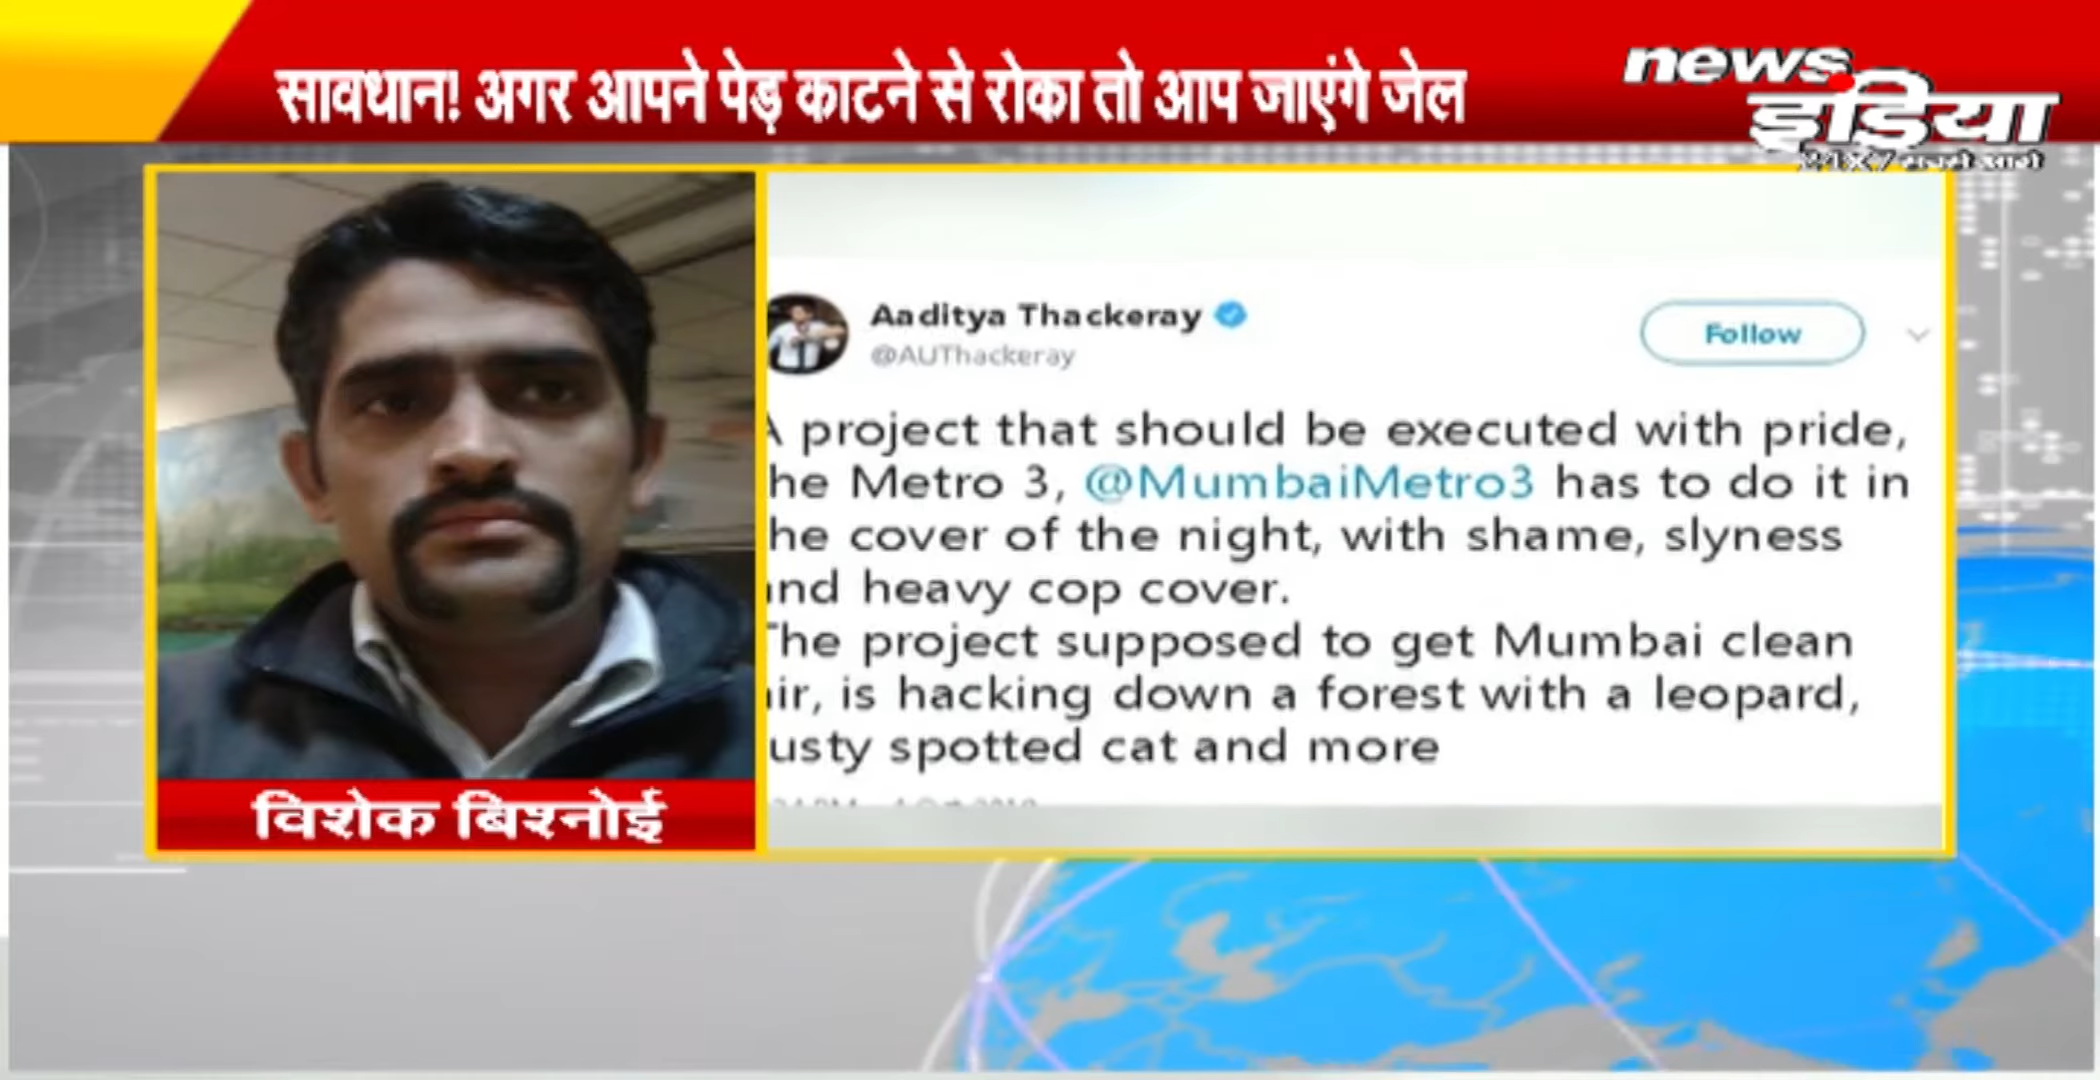 सावधान! अगर आपने पेड़ काटने से रोका तो आप जाएंगे जेल
news
इंडिया
24X7 सबसे आगे
Aaditya Thackeray
@AUThackeray
Follow
A project that should be executed with pride,
he Metro 3, @MumbaiMetro3 has to do it in
he cover of the night, with shame, slyness
nd heavy cop cover.
The project supposed to get Mumbai clean
ir, is hacking down a forest with a leopard,
usty spotted cat and more
विशेक बिश्नोई